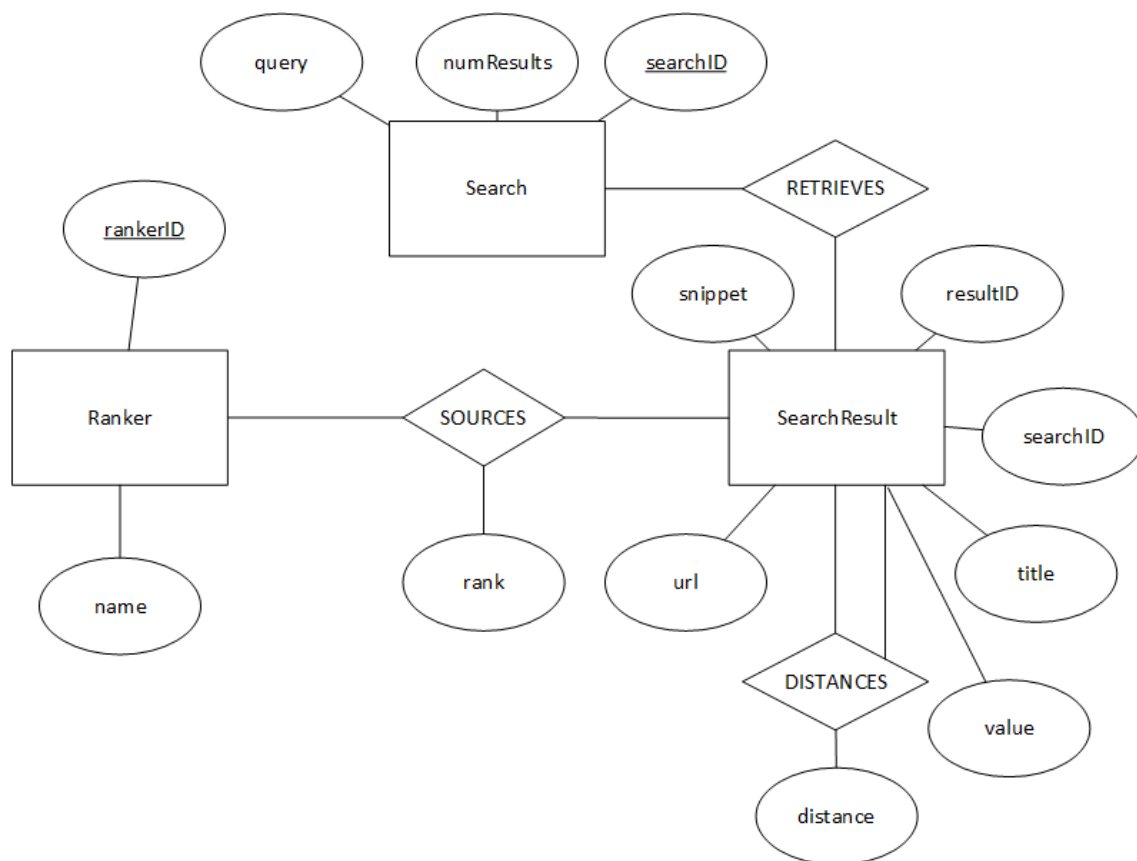 query
numResults
searchID
Search
RETRIEVES
rankerID
snippet
resultID
Ranker
SOURCES
SearchResult
searchID
name
rank
url
title
DISTANCES
value
distance